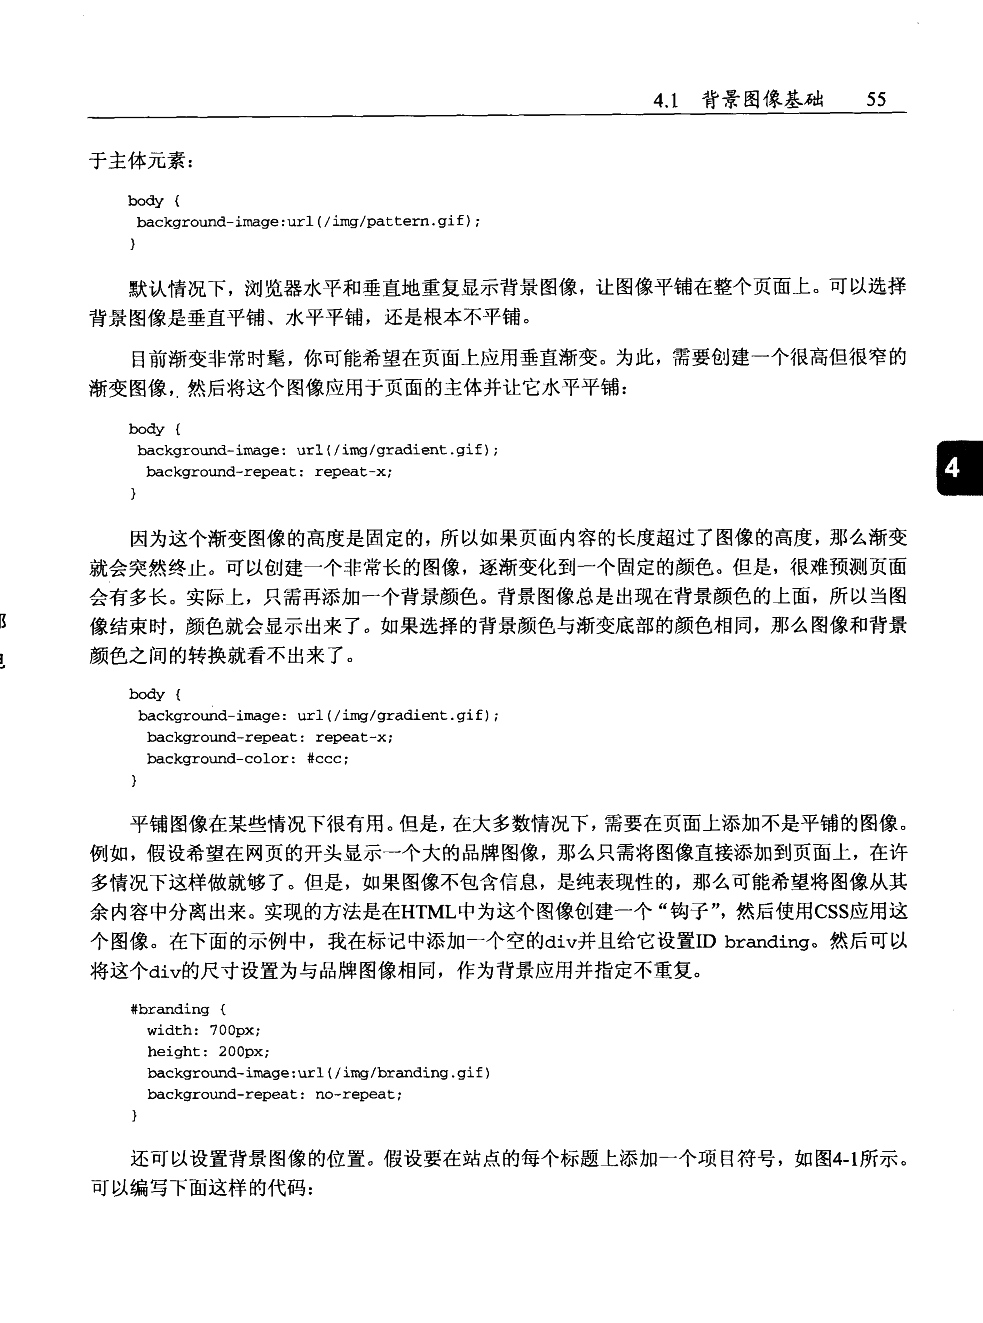 4.1 背景图像基础 55
于主体元素：
body {
background-image:url(/img/pattern.gif);
}
默认情况下，浏览器水平和垂直地重复显示背景图像，让图像平铺在整个页面上。可以选择
背景图像是垂直平铺、水平平铺，还是根本不平铺。
目前渐变非常时髦，你可能希望在页面上应用垂直渐变。为此，需要创建一个很高但很窄的
渐变图像，然后将这个图像应用于页面的主体并让它水平平铺：
body {
background-image: url(/img/gradient.gif);
background-repeat: repeat-x;
}
4
因为这个渐变图像的高度是固定的，所以如果页面内容的长度超过了图像的高度，那么渐变
就会突然终止。可以创建一个非常长的图像，逐渐变化到一个固定的颜色。但是，很难预测页面
会有多长。实际上，只需再添加一个背景颜色。背景图像总是出现在背景颜色的上面，所以当图
像结束时，颜色就会显示出来了。如果选择的背景颜色与渐变底部的颜色相同，那么图像和背景
颜色之间的转换就看不出来了。
body {
background-image: url(/img/gradient.gif);
background-repeat: repeat-x;
background-color: #ccc;
}
平铺图像在某些情况下很有用。但是，在大多数情况下，需要在页面上添加不是平铺的图像。
例如，假设希望在网页的开头显示一个大的品牌图像，那么只需将图像直接添加到页面上，在许
多情况下这样做就够了。但是，如果图像不包含信息，是纯表现性的，那么可能希望将图像从其
余内容中分离出来。实现的方法是在HTML中为这个图像创建一个“钩子”，然后使用CSS应用这
个图像。在下面的示例中，我在标记中添加一个空的div并且给它设置ID branding。然后可以
将这个div的尺寸设置为与品牌图像相同，作为背景应用并指定不重复。
#branding {
width: 700px;
height: 200px;
background-image:url(/img/branding.gif)
background-repeat: no-repeat;
}
还可以设置背景图像的位置。假设要在站点的每个标题上添加一个项目符号，如图4-1所示。
可以编写下面这样的代码：